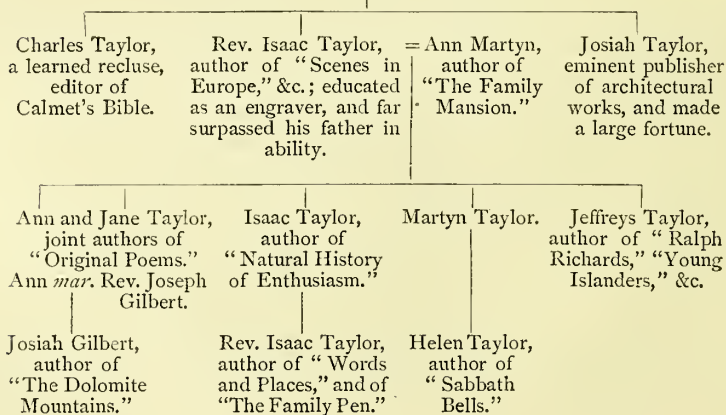 Charles Taylor,
a learned recluse,
editor of
Calmet's Bible.
Rev. Isaac Taylor,
author of "Scenes in
Europe," &c.; educated
as an engraver, and far
surpassed his father in
ability.
= Ann Martyn,
author of
"The Family
Mansion."
Josiah Taylor,
eminent publisher
of architectural
works, and made
a large fortune.
Ann and Jane Taylor,
joint authors of
"Original Poems."
Ann mar. Rev. Joseph
Gilbert.
Isaac Taylor,
author of
"Natural History
of Enthusiasm."
Martyn Taylor.
Jeffreys Taylor,
author of "Ralph
Richards," "Young
Islanders," &c.
Josiah Gilbert,
author of
"The Dolomite
Mountains."
Rev. Isaac Taylor,
author of "Words
and Places," and of
"The Family Pen."
Helen Taylor,
author of
"Sabbath
Bells."